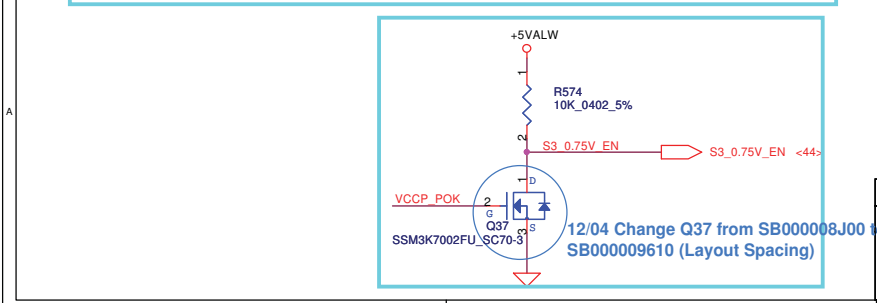 +5VALW
1
R574
10K_0402_5%
2
S3_0.75V_EN
S3_0.75V_EN <44>
A
1
D
VCCP_POK
2
G
Q37
3
S
SSM3K7002FU_SC70-3
12/04 Change Q37 from SB000008J00
SB000009610 (Layout Spacing)